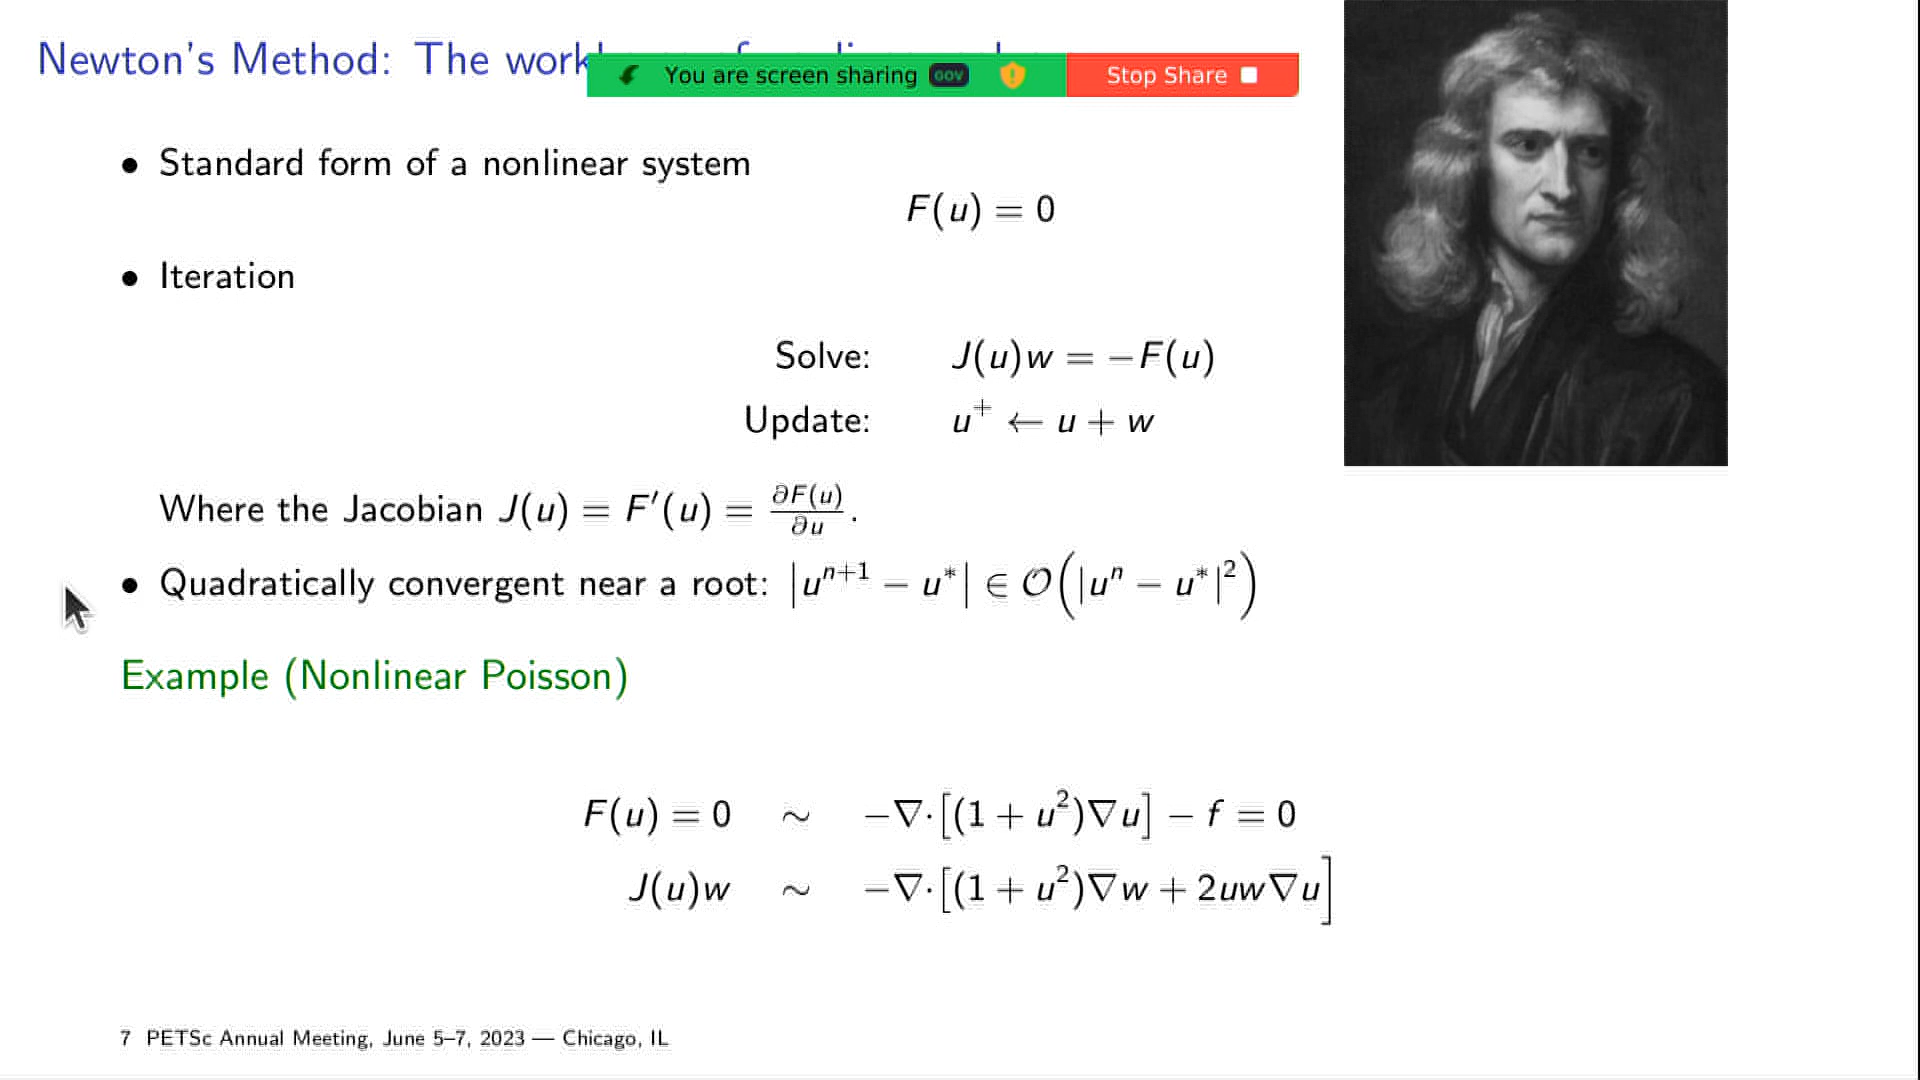 Newton's Method: The
You are screen sharing GOV
Stop Share
• Standard form of a nonlinear system
F(u) = 0
• Iteration
Solve: J(u)w = −F(u)
Update: u⁺ ← u + w
Where the Jacobian J(u) = F′(u) = ∂F(u)/∂u.
• Quadratically convergent near a root: |uⁿ⁺¹ − u*| ∈ 𝒪(|uⁿ − u*|²)
Example (Nonlinear Poisson)
F(u) = 0 ∼ −∇·[(1 + u²)∇u] − f = 0
J(u)w ∼ −∇·[(1 + u²)∇w + 2uw∇u]
7 PETSc Annual Meeting, June 5–7, 2023 — Chicago, IL